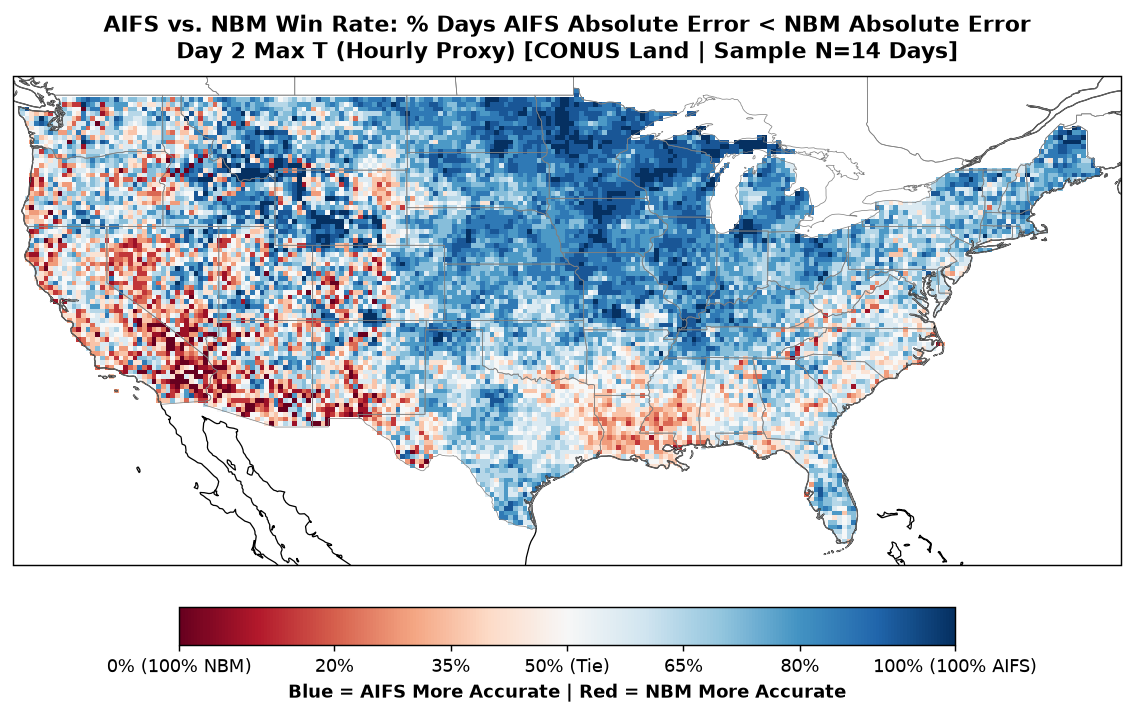 AIFS vs. NBM Win Rate: % Days AIFS Absolute Error < NBM Absolute Error
Day 2 Max T (Hourly Proxy) [CONUS Land | Sample N=14 Days]
0% (100% NBM) 20% 35% 50% (Tie) 65% 80% 100% (100% AIFS)
Blue = AIFS More Accurate | Red = NBM More Accurate